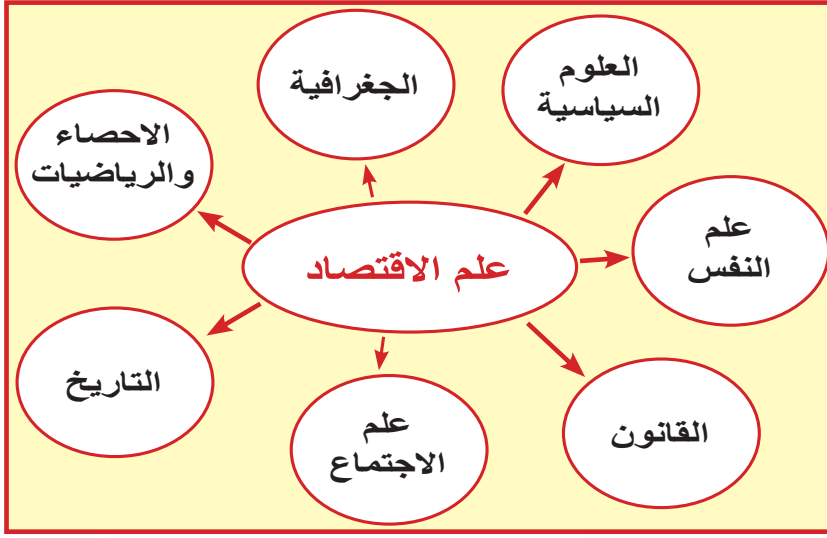 العلوم
السياسية
الجغرافية
الاحصاء
والرياضيات
علم
النفس
علم الاقتصاد
التاريخ
القانون
علم
الاجتماع